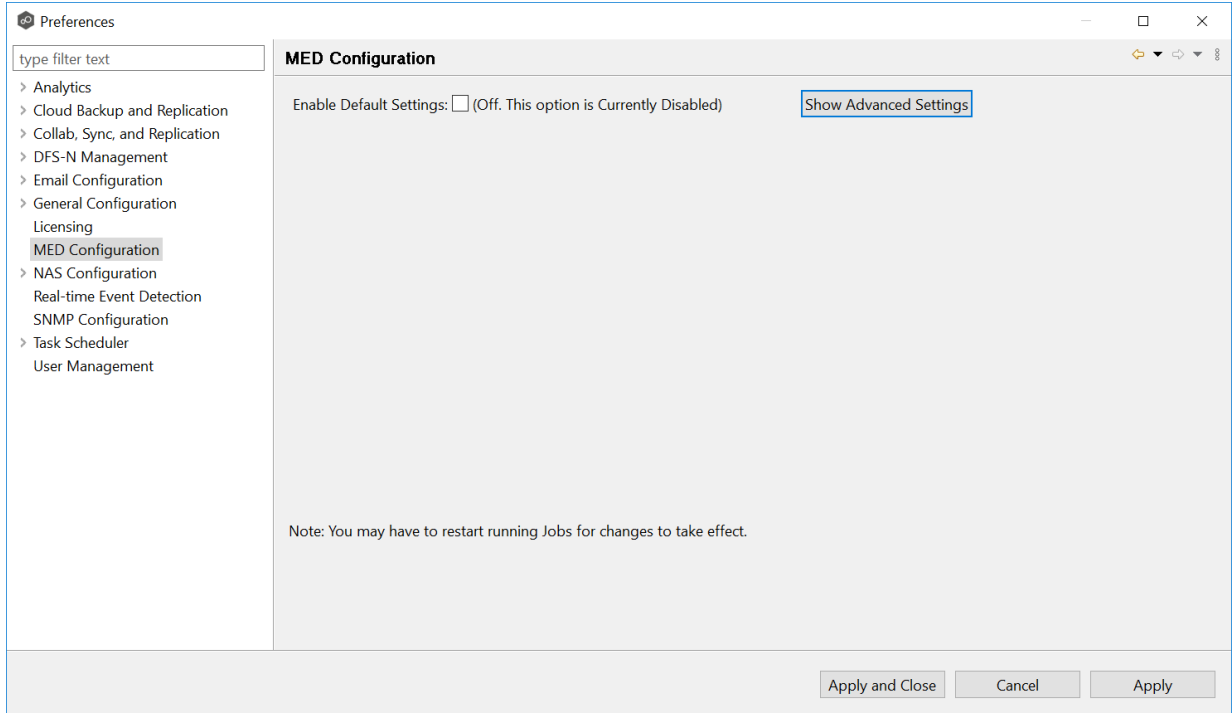 Preferences
type filter text
Analytics
Cloud Backup and Replication
Collab, Sync, and Replication
DFS-N Management
Email Configuration
General Configuration
Licensing
MED Configuration
NAS Configuration
Real-time Event Detection
SNMP Configuration
Task Scheduler
User Management
MED Configuration
Enable Default Settings: (Off. This option is Currently Disabled) Show Advanced Settings
Note: You may have to restart running Jobs for changes to take effect.
Apply and Close Cancel Apply